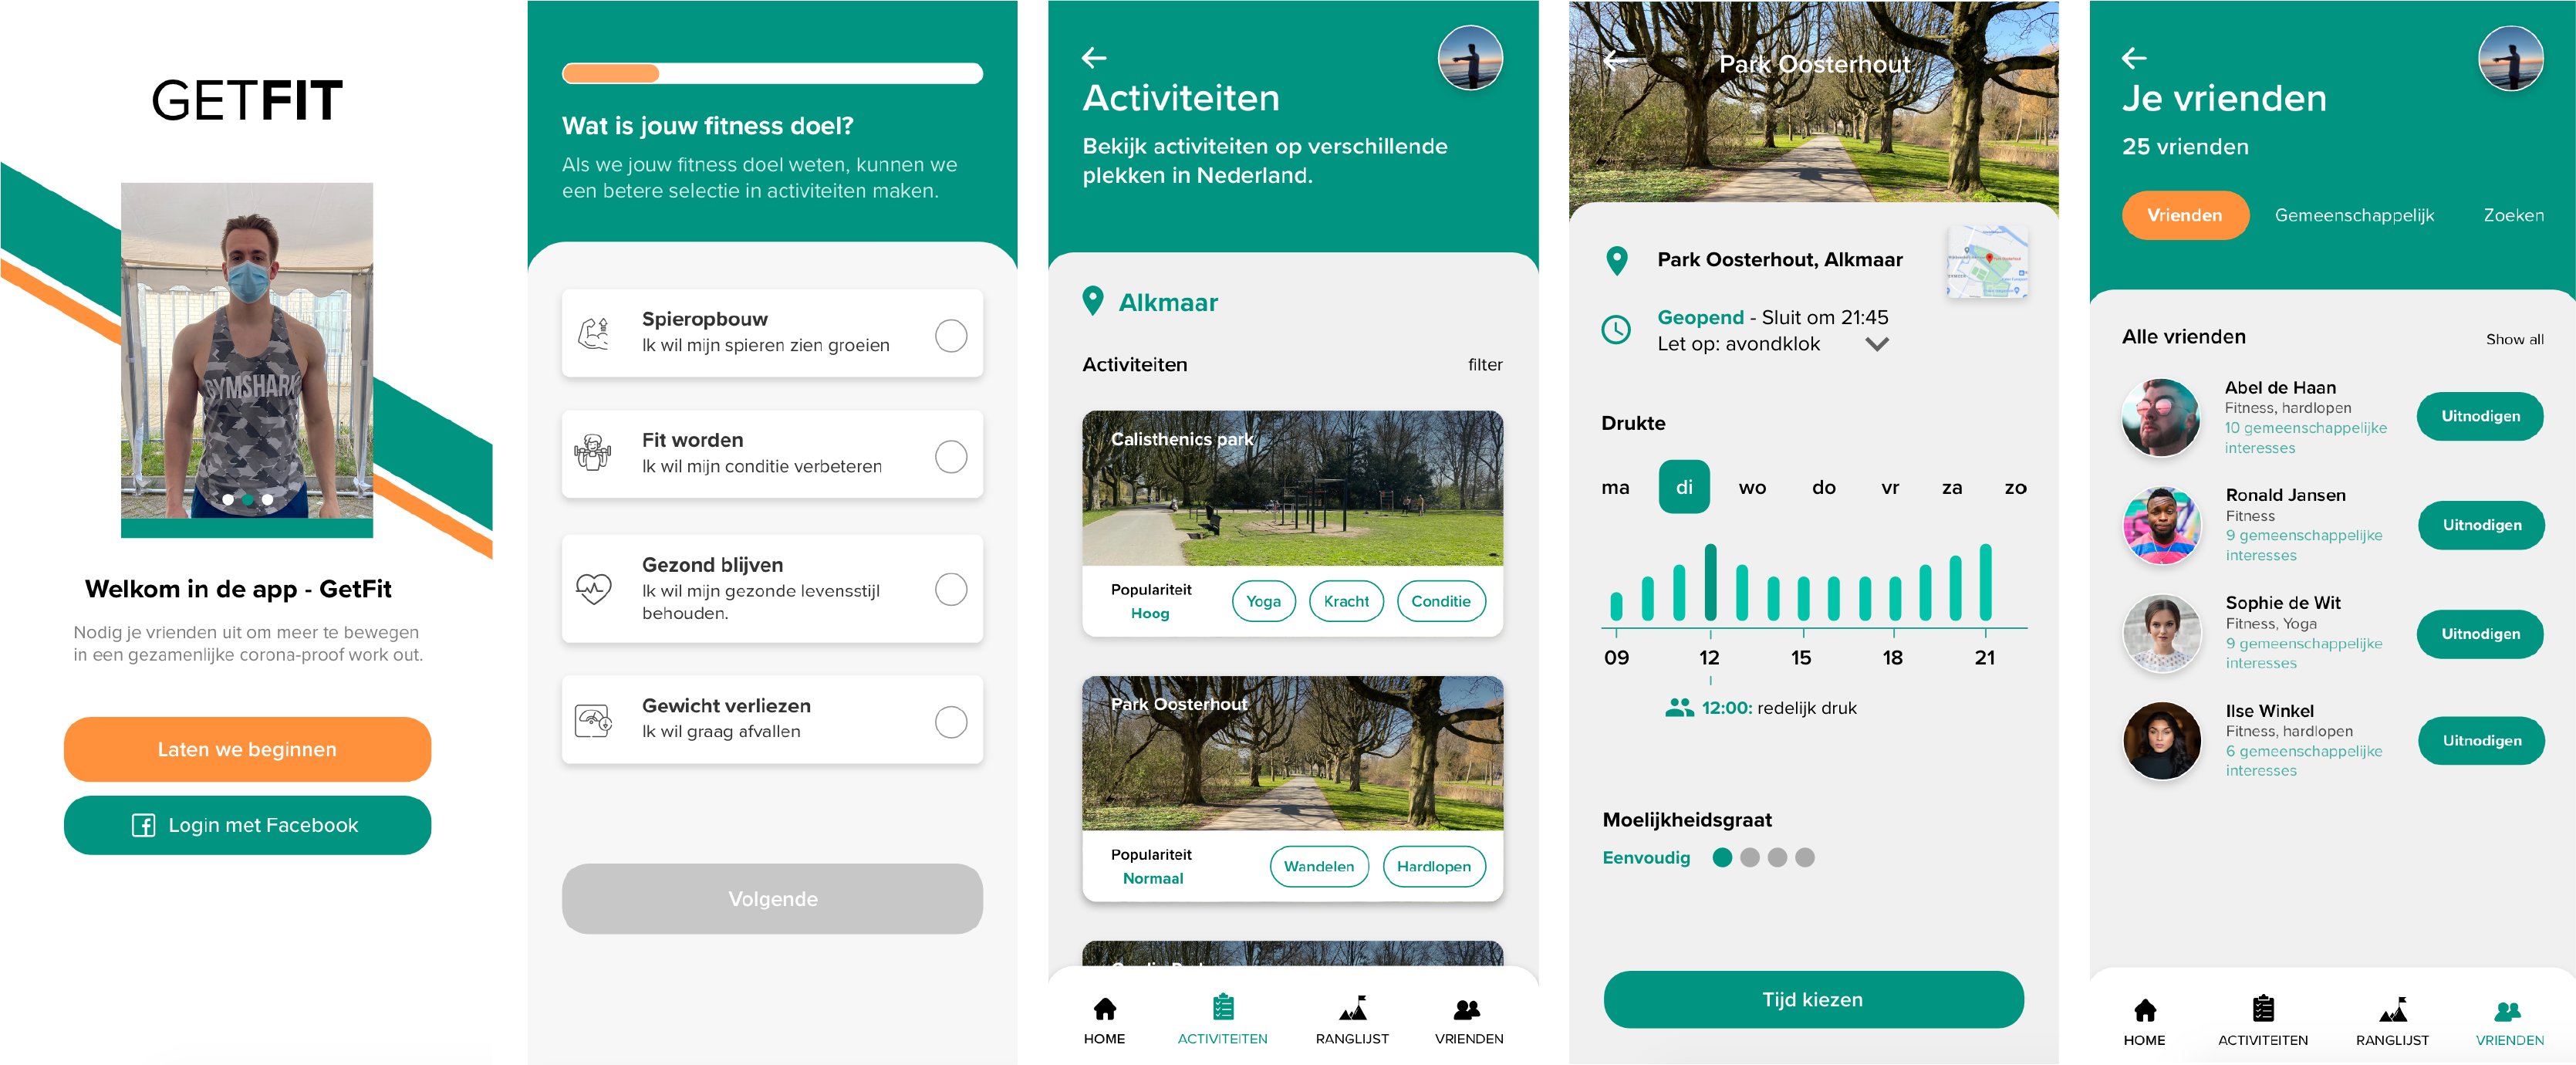 GETFIT
GYMSHARK
Welkom in de app - GetFit
Nodig je vrienden uit om meer te bewegen
in een gezamenlijke corona-proof work out.
Laten we beginnen
Login met Facebook
Wat is jouw fitness doel?
Als we jouw fitness doel weten, kunnen we
een betere selectie in activiteiten maken.
Spieropbouw
Ik wil mijn spieren zien groeien
Fit worden
Ik wil mijn conditie verbeteren
Gezond blijven
Ik wil mijn gezonde levensstijl
behouden.
Gewicht verliezen
Ik wil graag afvallen
Volgende
Activiteiten
Bekijk activiteiten op verschillende
plekken in Nederland.
Alkmaar
Activiteiten filter
Calisthenics park
Populariteit
Hoog
Yoga Kracht Conditie
Park Oosterhout
Populariteit
Normaal
Wandelen Hardlopen
HOME ACTIVITEITEN RANGLIJST VRIENDEN
Park Oosterhout
Park Oosterhout, Alkmaar
Geopend - Sluit om 21:45
Let op: avondklok
Drukte
ma di wo do vr za zo
09 12 15 18 21
12:00: redelijk druk
Moelijkheidsgraat
Eenvoudig
Tijd kiezen
Je vrienden
25 vrienden
Vrienden Gemeenschappelijk Zoeken
Alle vrienden Show all
Abel de Haan
Fitness, hardlopen
10 gemeenschappelijke
interesses
Uitnodigen
Ronald Jansen
Fitness
9 gemeenschappelijke
interesses
Uitnodigen
Sophie de Wit
Fitness, Yoga
9 gemeenschappelijke
interesses
Uitnodigen
Ilse Winkel
Fitness, hardlopen
6 gemeenschappelijke
interesses
Uitnodigen
HOME ACTIVITEITEN RANGLIJST VRIENDEN